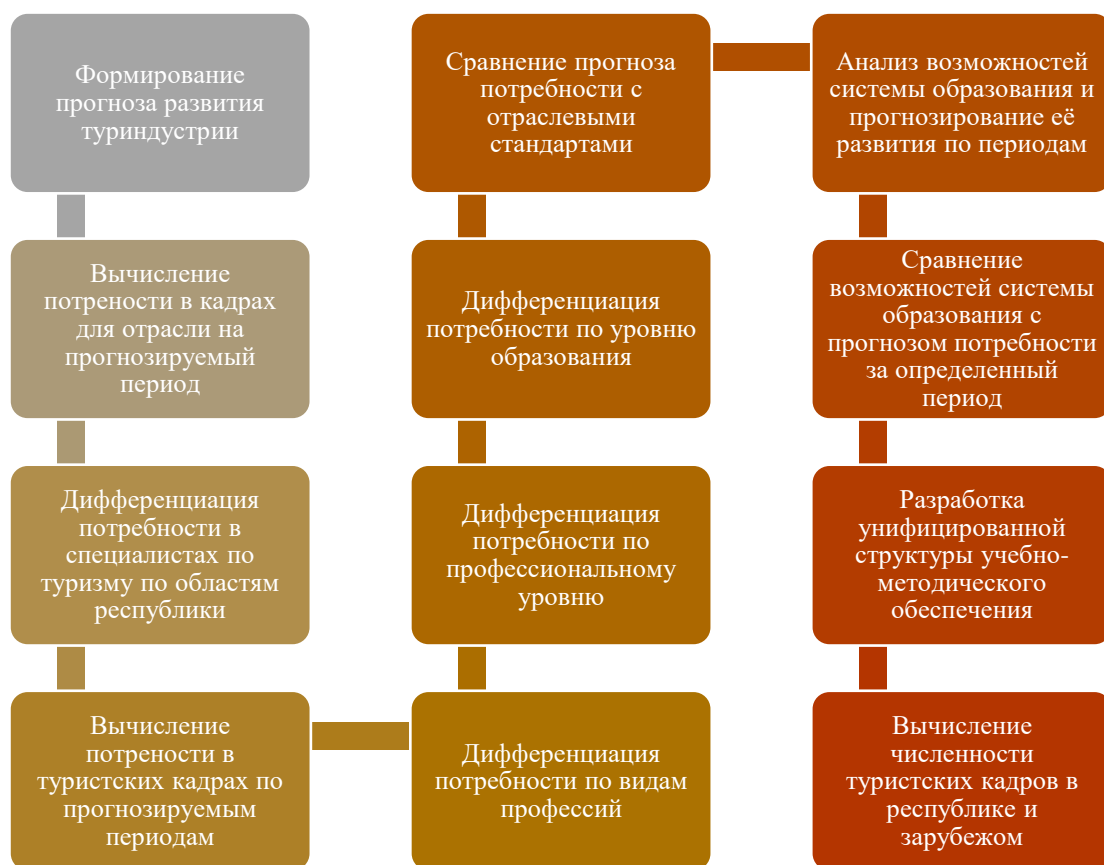 Формирование
прогноза развития
туриндустрии
Вычисление
потрености в кадрах
для отрасли на
прогнозируемый
период
Дифференциация
потребности в
специалистах по
туризму по областям
республики
Вычисление
потрености в
туристских кадрах по
прогнозируемым
периодам
Дифференциация
потребности по видам
профессий
Дифференциация
потребности по
профессиональному
уровню
Дифференциация
потребности по уровню
образования
Сравнение прогноза
потребности с
отраслевыми
стандартами
Анализ возможностей
системы образования и
прогнозирование её
развития по периодам
Сравнение
возможностей системы
образования с
прогнозом потребности
за определенный
период
Разработка
унифицированной
структуры учебно-
методического
обеспечения
Вычисление
численности
туристских кадров в
республике и
зарубежом